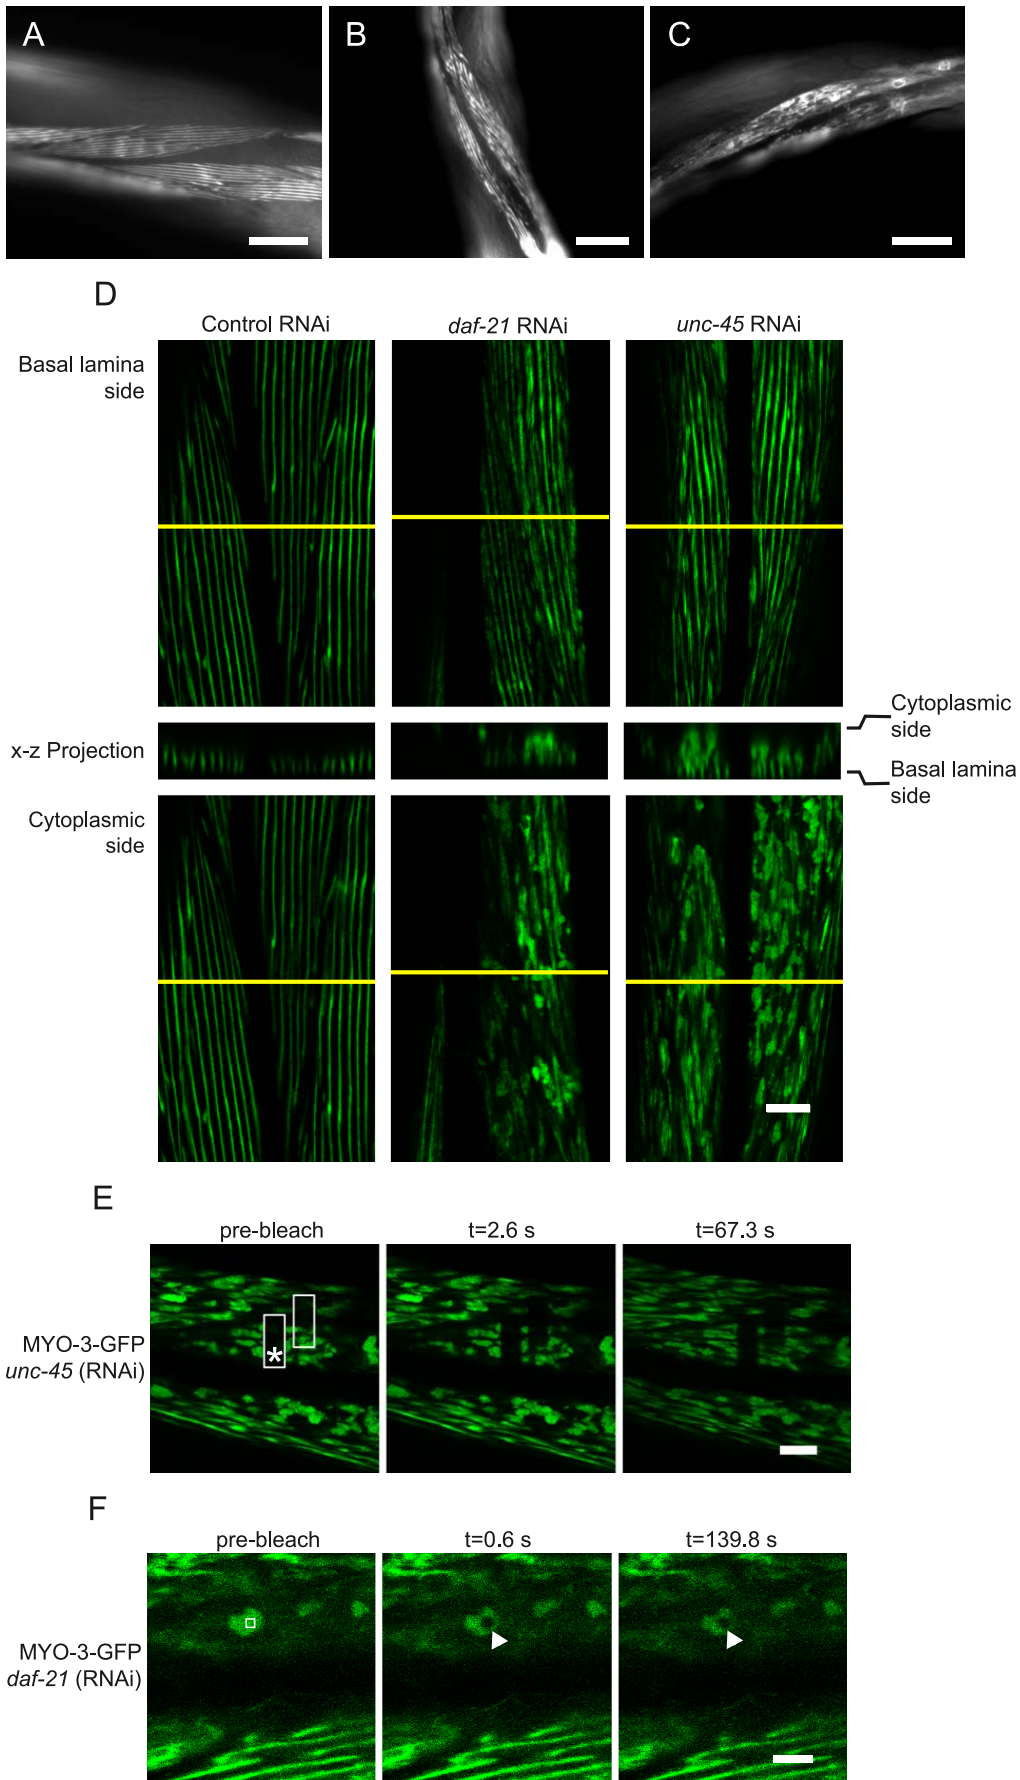 A
B
C
D
Control RNAi
daf-21 RNAi
unc-45 RNAi
Basal lamina
side
Cytoplasmic
side
x-z Projection
Basal lamina
side
Cytoplasmic
side
E
pre-bleach
t=2.6 s
t=67.3 s
*
MYO-3-GFP
unc-45 (RNAi)
F
pre-bleach
t=0.6 s
t=139.8 s
MYO-3-GFP
daf-21 (RNAi)